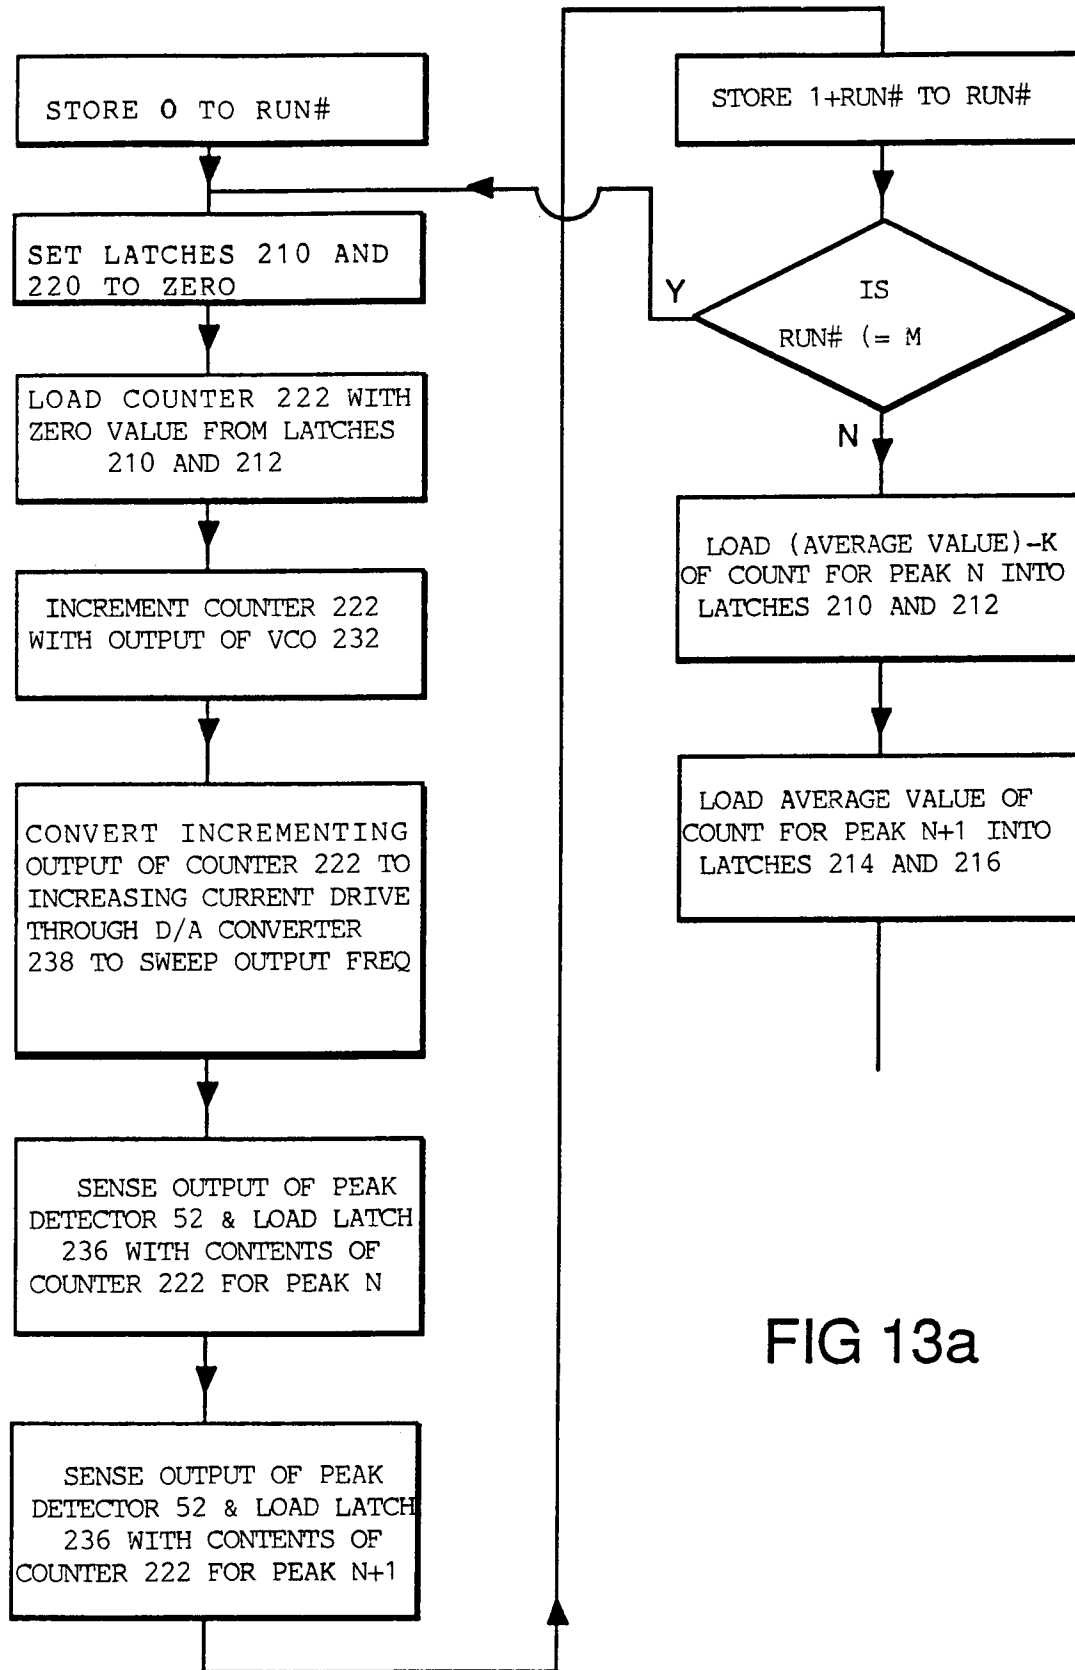 STORE 0 TO RUN#
SET LATCHES 210 AND
220 TO ZERO
LOAD COUNTER 222 WITH
ZERO VALUE FROM LATCHES
210 AND 212
INCREMENT COUNTER 222
WITH OUTPUT OF VCO 232
CONVERT INCREMENTING
OUTPUT OF COUNTER 222 TO
INCREASING CURRENT DRIVE
THROUGH D/A CONVERTER
238 TO SWEEP OUTPUT FREQ
SENSE OUTPUT OF PEAK
DETECTOR 52 & LOAD LATCH
236 WITH CONTENTS OF
COUNTER 222 FOR PEAK N
SENSE OUTPUT OF PEAK
DETECTOR 52 & LOAD LATCH
236 WITH CONTENTS OF
COUNTER 222 FOR PEAK N+1
STORE 1+RUN# TO RUN#
IS
RUN# (= M
Y
N
LOAD (AVERAGE VALUE)-K
OF COUNT FOR PEAK N INTO
LATCHES 210 AND 212
LOAD AVERAGE VALUE OF
COUNT FOR PEAK N+1 INTO
LATCHES 214 AND 216
FIG 13a